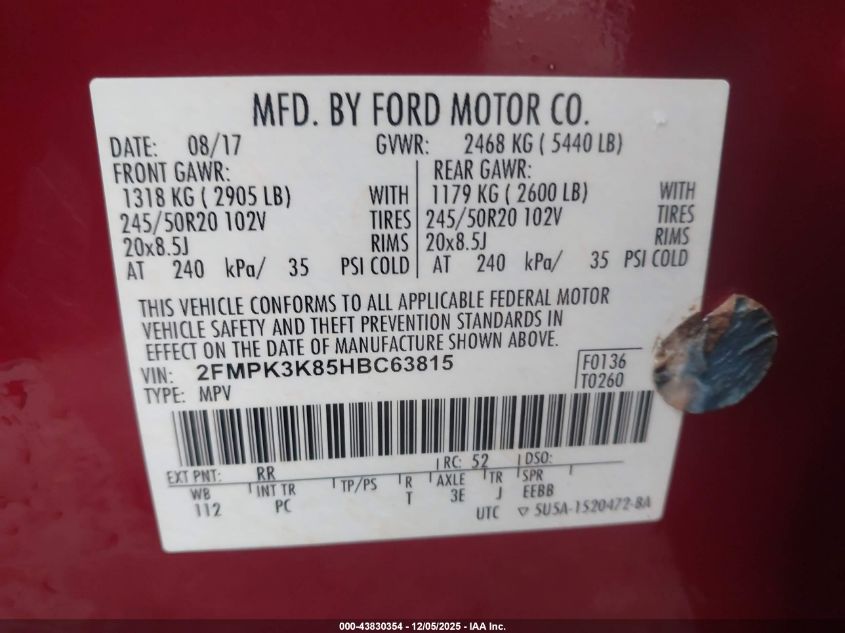 MFD. BY FORD MOTOR CO.
DATE: 08/17 GVWR: 2468 KG ( 5440 LB)
FRONT GAWR: REAR GAWR:
1318 KG ( 2905 LB) WITH 1179 KG ( 2600 LB) WITH
245/50R20 102V TIRES 245/50R20 102V TIRES
20x8.5J RIMS 20x8.5J RIMS
AT 240 kPa/ 35 PSI COLD AT 240 kPa/ 35 PSI COLD
THIS VEHICLE CONFORMS TO ALL APPLICABLE FEDERAL MOTOR
VEHICLE SAFETY AND THEFT PREVENTION STANDARDS IN
EFFECT ON THE DATE OF MANUFACTURE SHOWN ABOVE.
VIN: 2FMPK3K85HBC63815 F0136
TYPE: MPV T0260
EXT PNT: RR RC: 52 DSO:
WB INT TR TP/PS R AXLE TR SPR
112 PC T 3E J EEBB
UTC ▽ 5U5A-1520472-BA
000-43830354 - 12/05/2025 - IAA Inc.